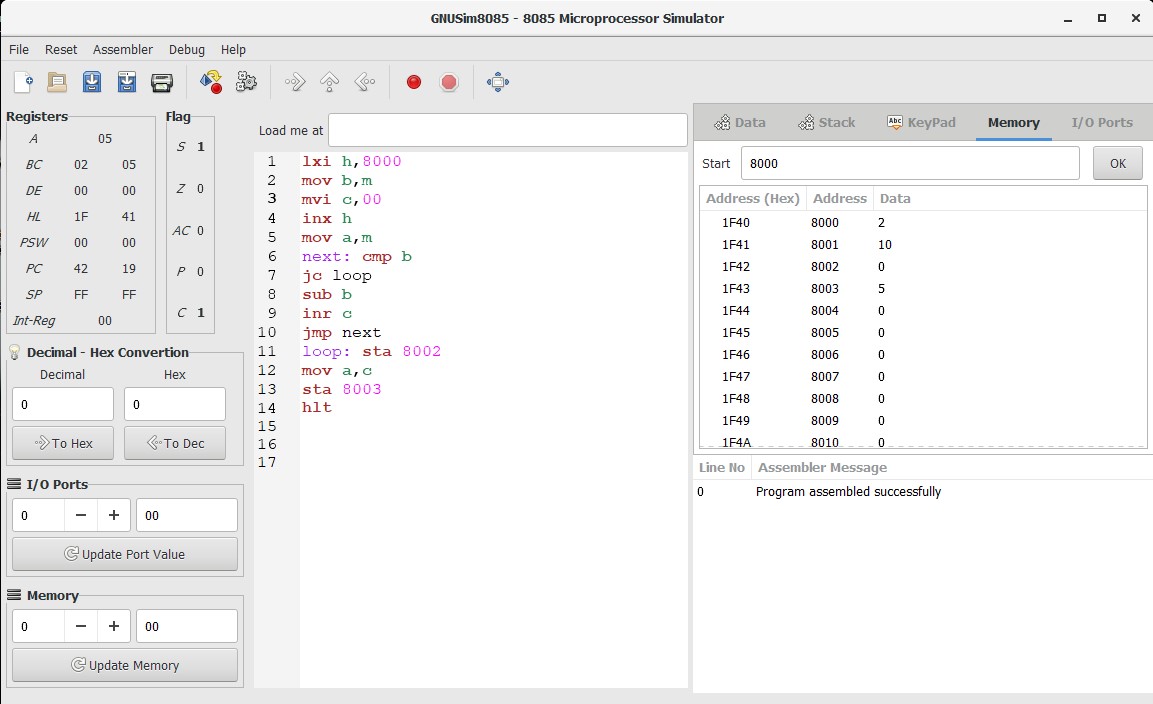 GNUSim8085 - 8085 Microprocessor Simulator
File Reset Assembler Debug Help
Registers
A 05
BC 02 05
DE 00 00
HL 1F 41
PSW 00 00
PC 42 19
SP FF FF
Int-Reg 00
Flag
S 1
Z 0
AC 0
P 0
C 1
Decimal - Hex Convertion
Decimal Hex
0 0
To Hex To Dec
I/O Ports
0 − + 00
Update Port Value
Memory
0 − + 00
Update Memory
Load me at
1 lxi h,8000
2 mov b,m
3 mvi c,00
4 inx h
5 mov a,m
6 next: cmp b
7 jc loop
8 sub b
9 inr c
10 jmp next
11 loop: sta 8002
12 mov a,c
13 sta 8003
14 hlt
15
16
17
Data Stack Abc KeyPad Memory I/O Ports
Start 8000 OK
Address (Hex) Address Data
1F40 8000 2
1F41 8001 10
1F42 8002 0
1F43 8003 5
1F44 8004 0
1F45 8005 0
1F46 8006 0
1F47 8007 0
1F48 8008 0
1F49 8009 0
1F4A 8010 0
Line No Assembler Message
0 Program assembled successfully